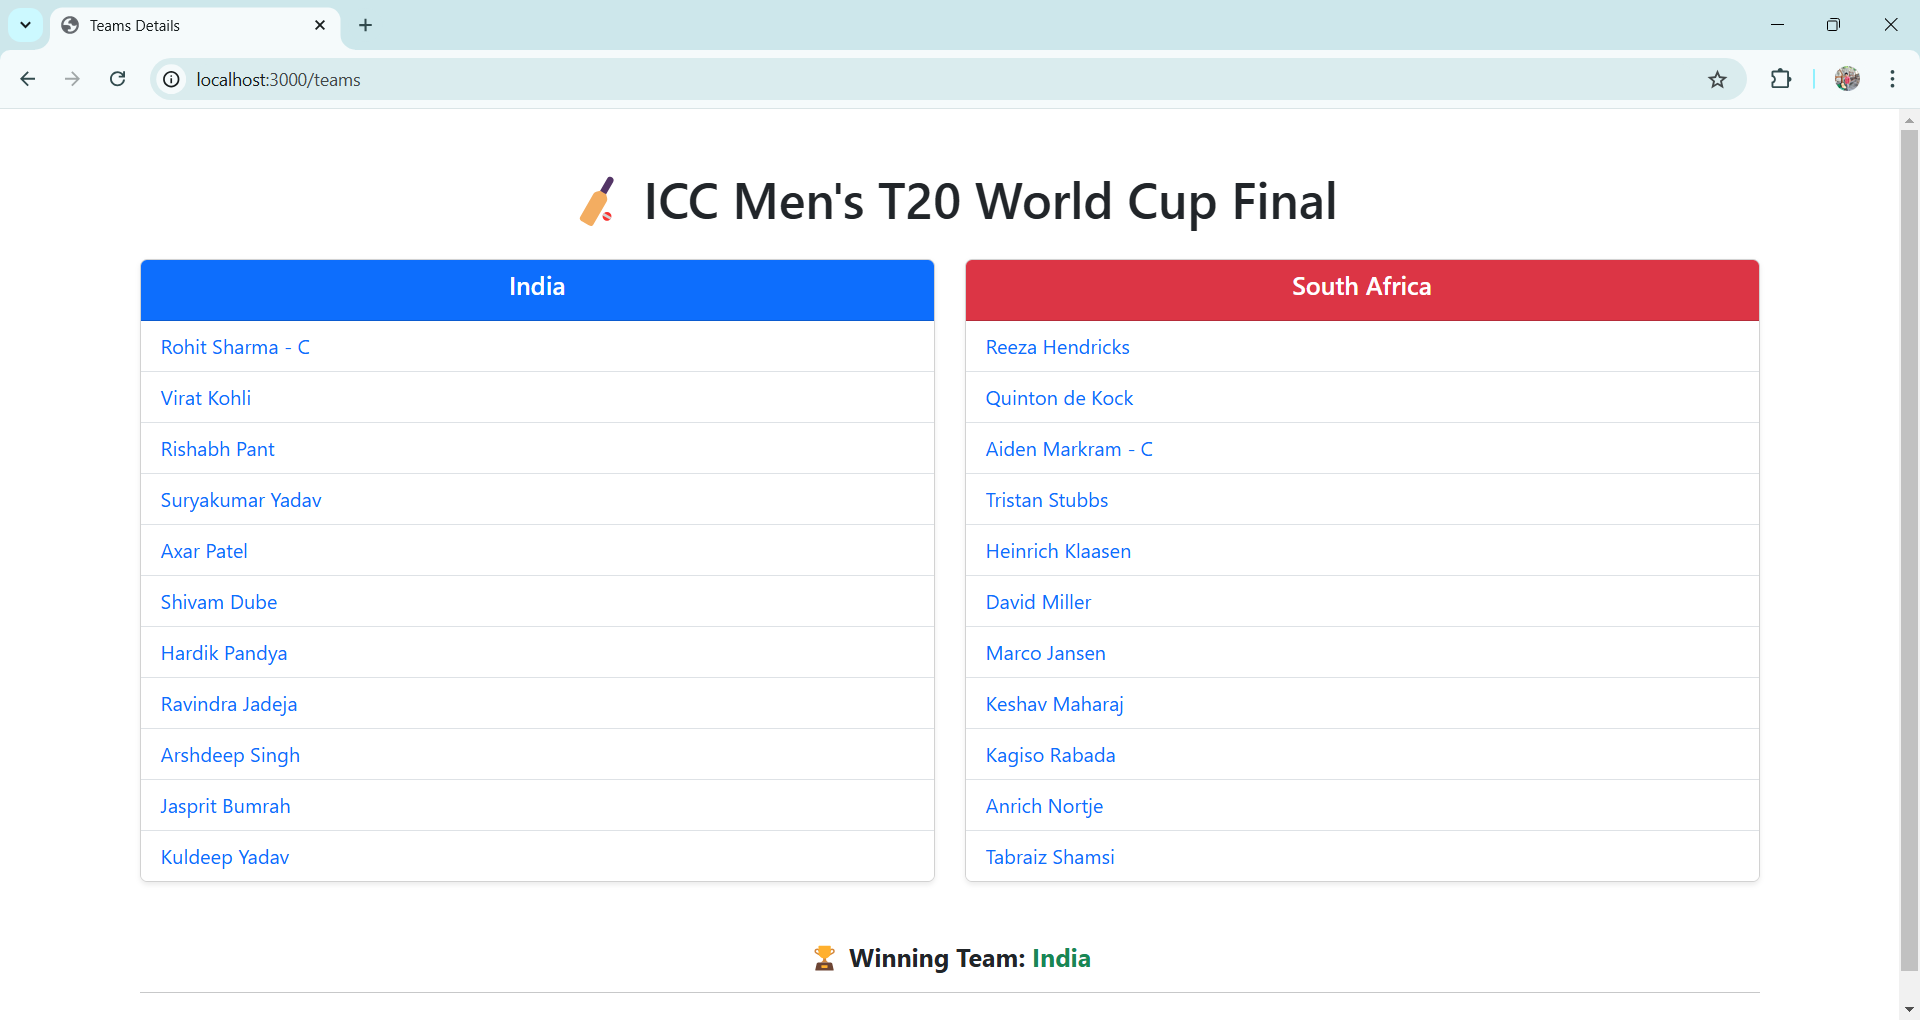 Teams Details
localhost:3000/teams
ICC Men's T20 World Cup Final
India
Rohit Sharma - C
Virat Kohli
Rishabh Pant
Suryakumar Yadav
Axar Patel
Shivam Dube
Hardik Pandya
Ravindra Jadeja
Arshdeep Singh
Jasprit Bumrah
Kuldeep Yadav
South Africa
Reeza Hendricks
Quinton de Kock
Aiden Markram - C
Tristan Stubbs
Heinrich Klaasen
David Miller
Marco Jansen
Keshav Maharaj
Kagiso Rabada
Anrich Nortje
Tabraiz Shamsi
Winning Team: India